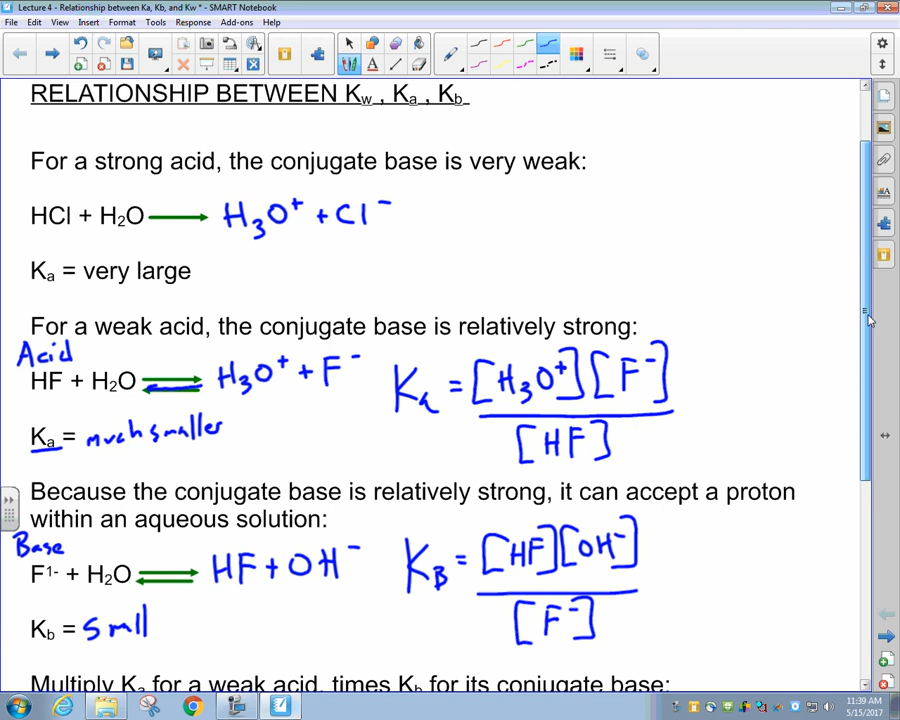 Lecture 4 - Relationship between Ka, Kb, and Kw * - SMART Notebook
File Edit View Insert Format Tools Response Add-ons Help
RELATIONSHIP BETWEEN Kw , Ka , Kb
For a strong acid, the conjugate base is very weak:
HCl + H2O → H3O+ + Cl-
Ka = very large
For a weak acid, the conjugate base is relatively strong:
Acid
HF + H2O ⇌ H3O+ + F-
Ka = [H3O+] [F-]
[HF]
Ka = much smaller
Because the conjugate base is relatively strong, it can accept a proton
within an aqueous solution:
Base
F1- + H2O ⇌ HF + OH-
KB = [HF] [OH-]
[F-]
Kb = small
Multiply Ka for a weak acid, times Kb for its conjugate base:
11:39 AM
5/15/2017